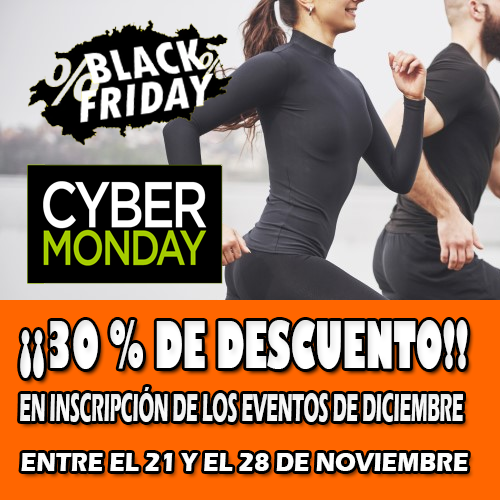 % BLACK %
FRIDAY
CYBER
MONDAY
¡¡30 % DE DESCUENTO!!
EN INSCRIPCIÓN DE LOS EVENTOS DE DICIEMBRE
ENTRE EL 21 Y EL 28 DE NOVIEMBRE